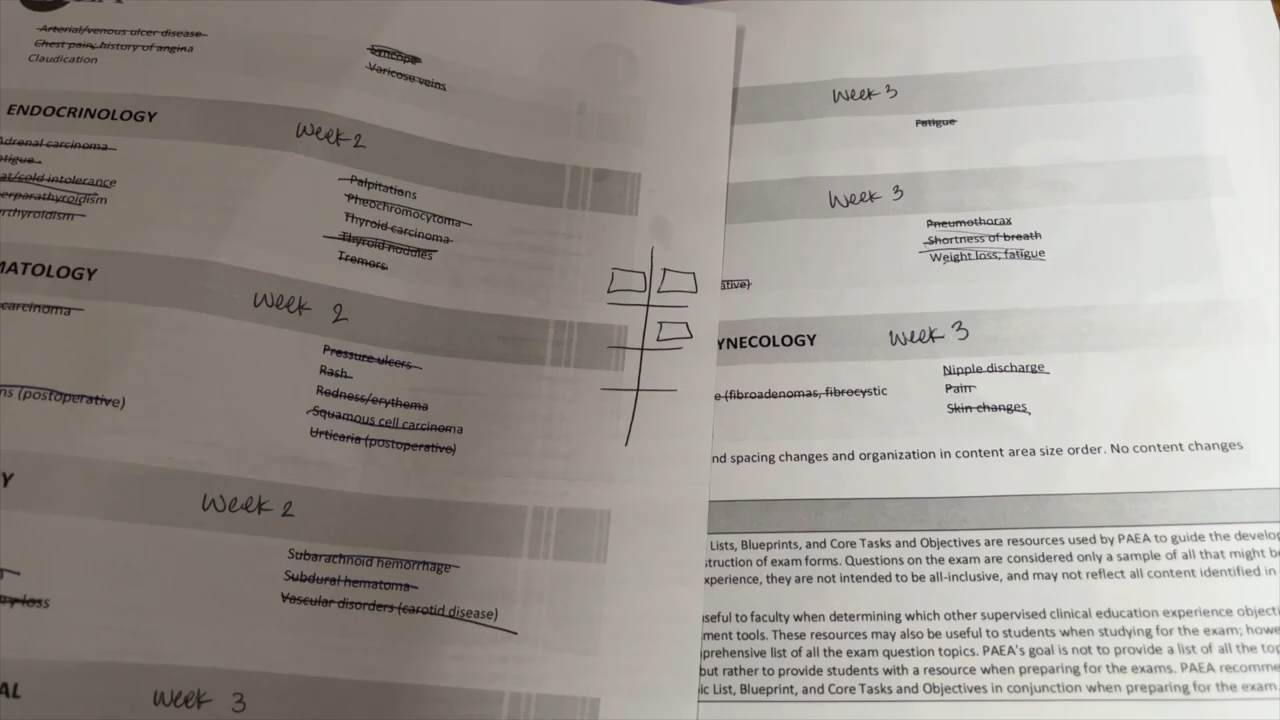 Arterial/venous ulcer disease
Chest pain; history of angina
Claudication
Syncope
Varicose veins
ENDOCRINOLOGY
Week 2
Adrenal carcinoma
Palpitations
Pheochromocytoma
Thyroid carcinoma
Thyroid nodules
Tremors
Week 2
carcinoma
ns (postoperative)
Pressure ulcers
Rash
Redness/erythema
Squamous cell carcinoma
Urticaria (postoperative)
Week 2
Subarachnoid hemorrhage
Subdural hematoma
Vascular disorders (carotid disease)
AL
Week 3
Week 3
Fatigue
Week 3
Pneumothorax
Shortness of breath
Weight loss, fatigue
ative)
YNECOLOGY
Week 3
e (fibroadenomas, fibrocystic
Nipple discharge
Pain
Skin changes
nd spacing changes and organization in content area size order. No content changes
Lists, Blueprints, and Core Tasks and Objectives are resources used by PAEA to guide the develop
struction of exam forms. Questions on the exam are considered only a sample of all that might be
xperience, they are not intended to be all-inclusive, and may not reflect all content identified in
useful to faculty when determining which other supervised clinical education experience objecti
ment tools. These resources may also be useful to students when studying for the exam; howe
prehensive list of all the exam question topics. PAEA's goal is not to provide a list of all the top
but rather to provide students with a resource when preparing for the exams. PAEA recomme
ic List, Blueprint, and Core Tasks and Objectives in conjunction when preparing for the exam